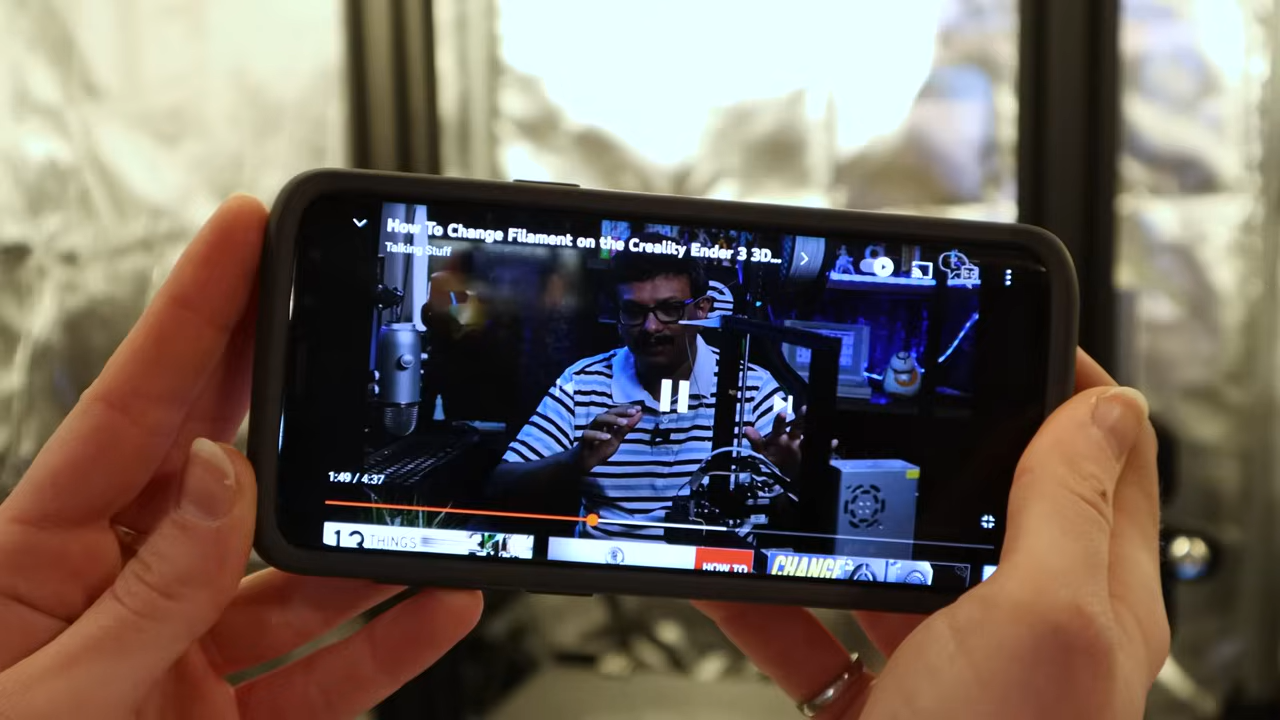 How To Change Filament on the Creality Ender 3 3D...
Talking Stuff
CC
1:49 / 4:37
13 THINGS
HOW TO
CHANGE